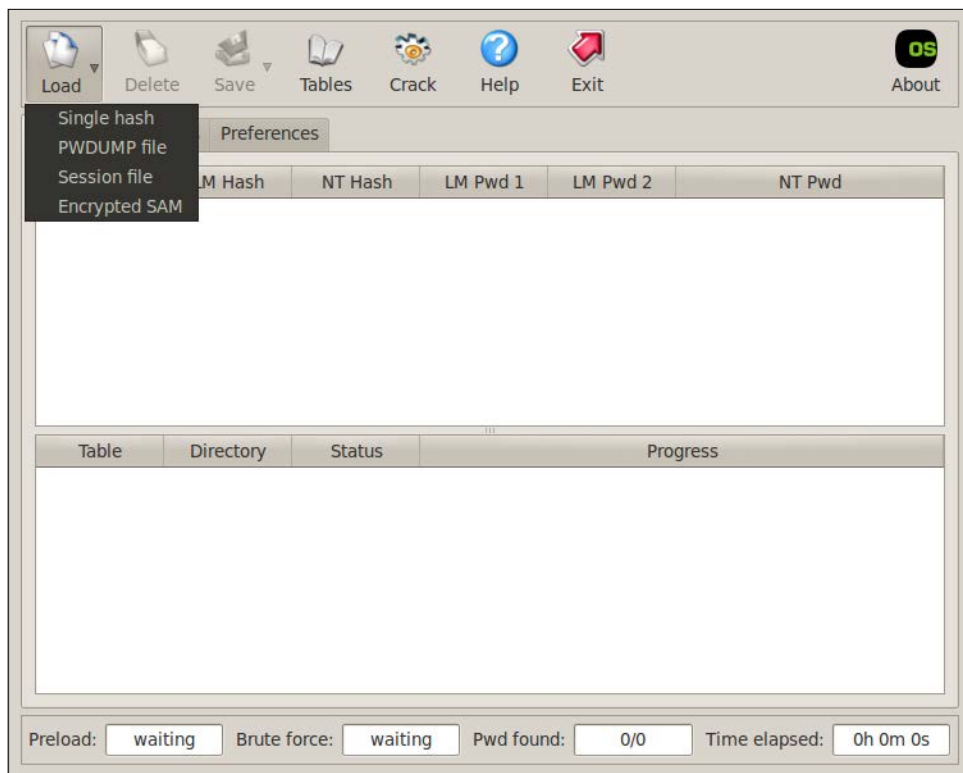 Load Delete Save Tables Crack Help Exit OS About
Single hash
PWDUMP file
Session file
Encrypted SAM
Preferences
LM Hash NT Hash LM Pwd 1 LM Pwd 2 NT Pwd
Table Directory Status Progress
Preload: waiting Brute force: waiting Pwd found: 0/0 Time elapsed: 0h 0m 0s